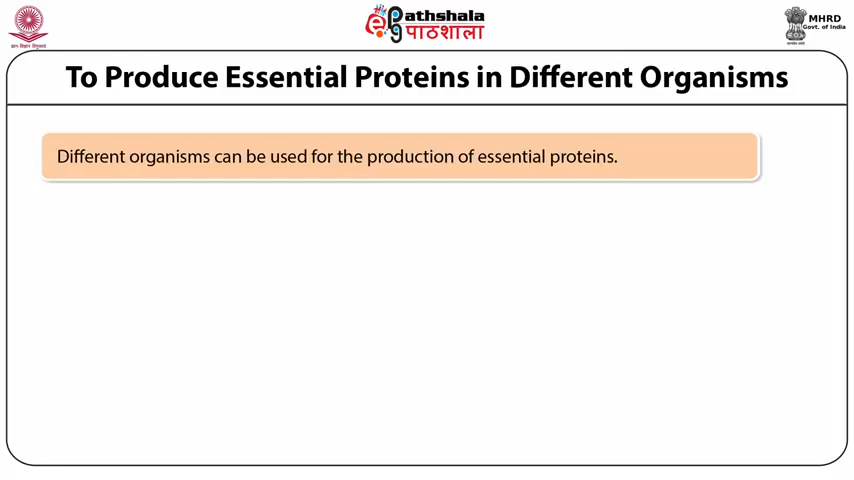 ePathshala
पाठशाला
MHRD
Govt. of India
To Produce Essential Proteins in Different Organisms
Different organisms can be used for the production of essential proteins.